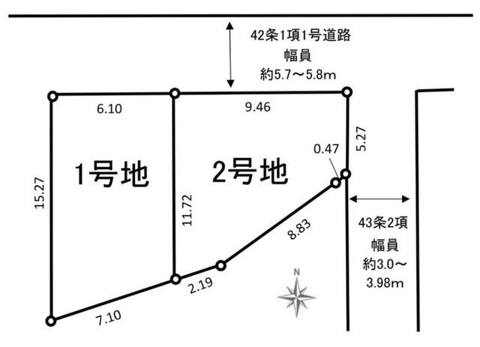 42条1項1号道路
幅員
約5.7～5.8m
6.10
9.46
5.27
0.47
1号地
2号地
15.27
11.72
8.83
43条2項
幅員
約3.0～
3.98m
2.19
7.10
N